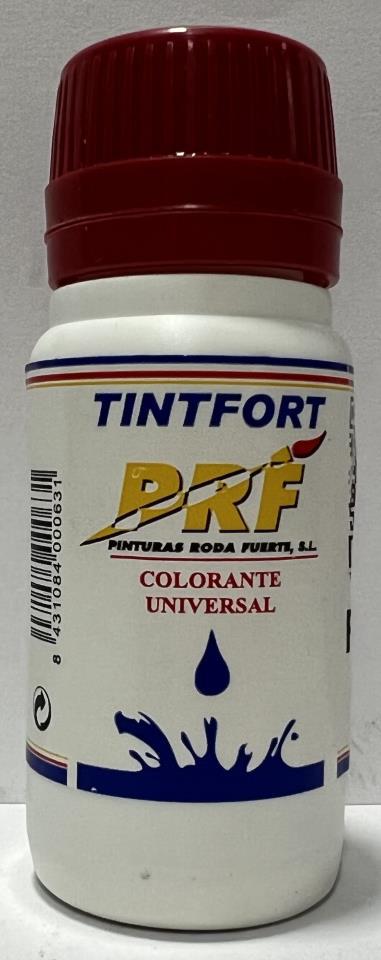 TINTFORT
PRF
PINTURAS RODA FUERTE, S.L.
COLORANTE
UNIVERSAL
8 431084 000631